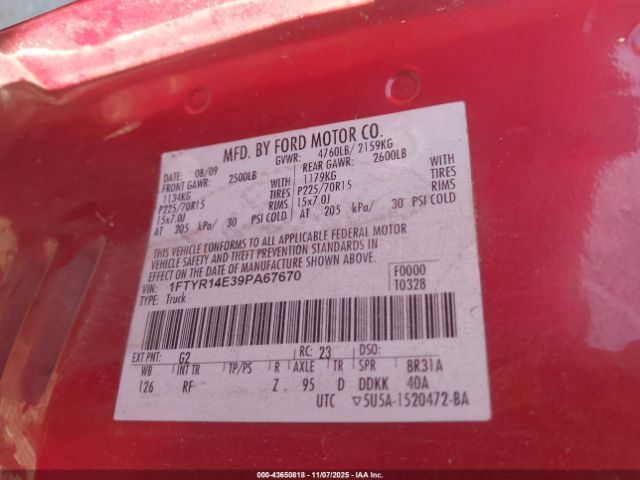 MFD. BY FORD MOTOR CO.
DATE: 08/09 GVWR: 4760LB/ 2159KG
FRONT GAWR: 2500LB REAR GAWR: 2600LB
1134KG WITH 1179KG WITH
P225/70R15 TIRES P225/70R15 TIRES
15x7.0J RIMS 15x7.0J RIMS
AT 205 kPa/ 30 PSI COLD AT 205 kPa/ 30 PSI COLD
THIS VEHICLE CONFORMS TO ALL APPLICABLE FEDERAL MOTOR
VEHICLE SAFETY AND THEFT PREVENTION STANDARDS IN
EFFECT ON THE DATE OF MANUFACTURE SHOWN ABOVE.
VIN: 1FTYR14E39PA67670 F0000
TYPE: Truck T0328
EXT PNT: G2 RC: 23 DSO:
WB INT TR TP/PS R AXLE TR SPR 8R31A
126 RF Z 95 D DDKK 40A
UTC ▽5U5A-1520472-BA
000-43650818 - 11/07/2025 - IAA Inc.